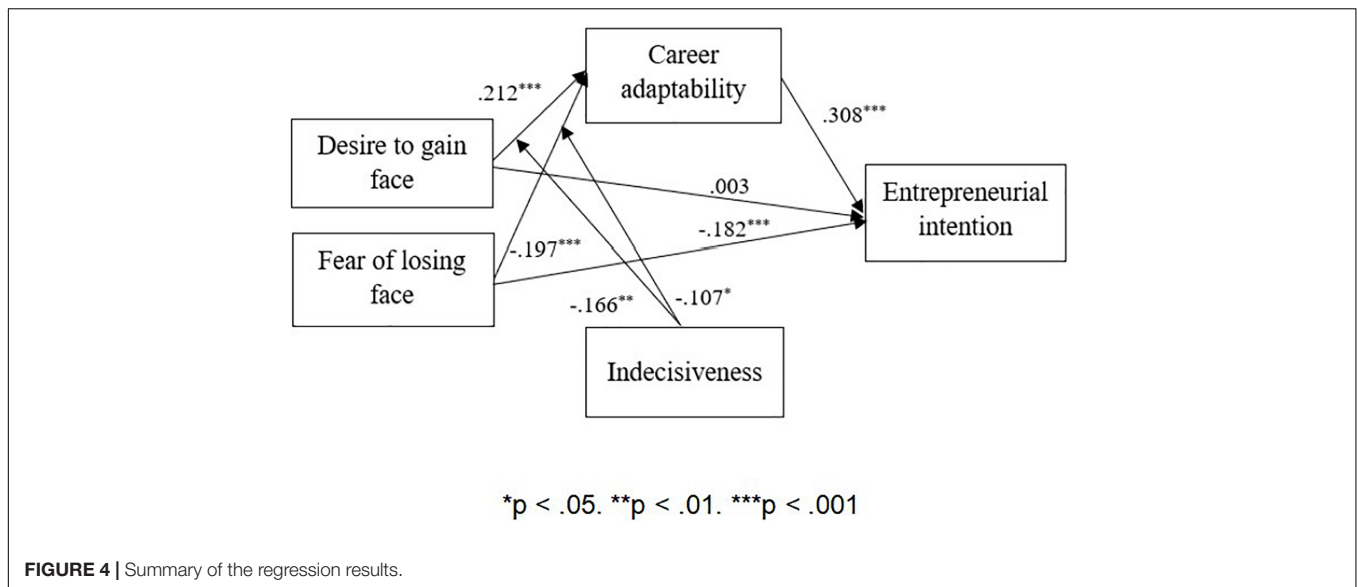 Career
adaptability
.212***
.308***
Desire to gain
face
.003
Entrepreneurial
intention
-.182***
Fear of losing
face
-.197***
-.166**
-.107*
Indecisiveness
*p < .05. **p < .01. ***p < .001
FIGURE 4 | Summary of the regression results.